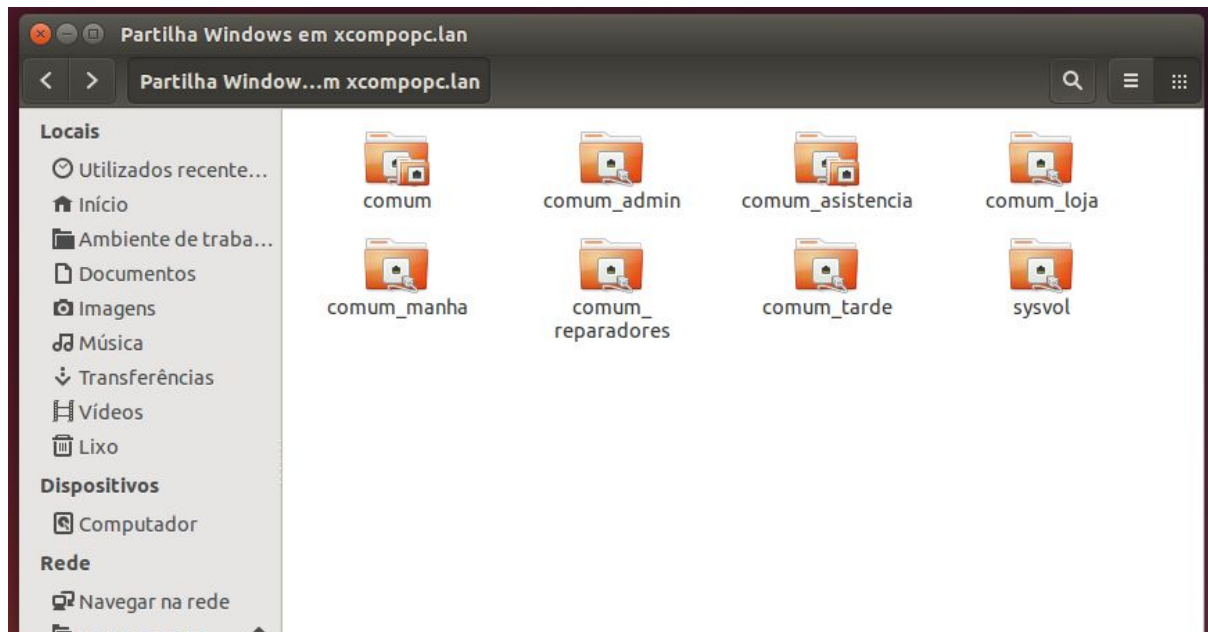 Partilha Windows em xcompopc.lan
Partilha Window...m xcompopc.lan
Locais
Utilizados recente...
Início
Ambiente de traba...
Documentos
Imagens
Música
Transferências
Vídeos
Lixo
Dispositivos
Computador
Rede
Navegar na rede
comum
comum_admin
comum_asistencia
comum_loja
comum_manha
comum_
reparadores
comum_tarde
sysvol